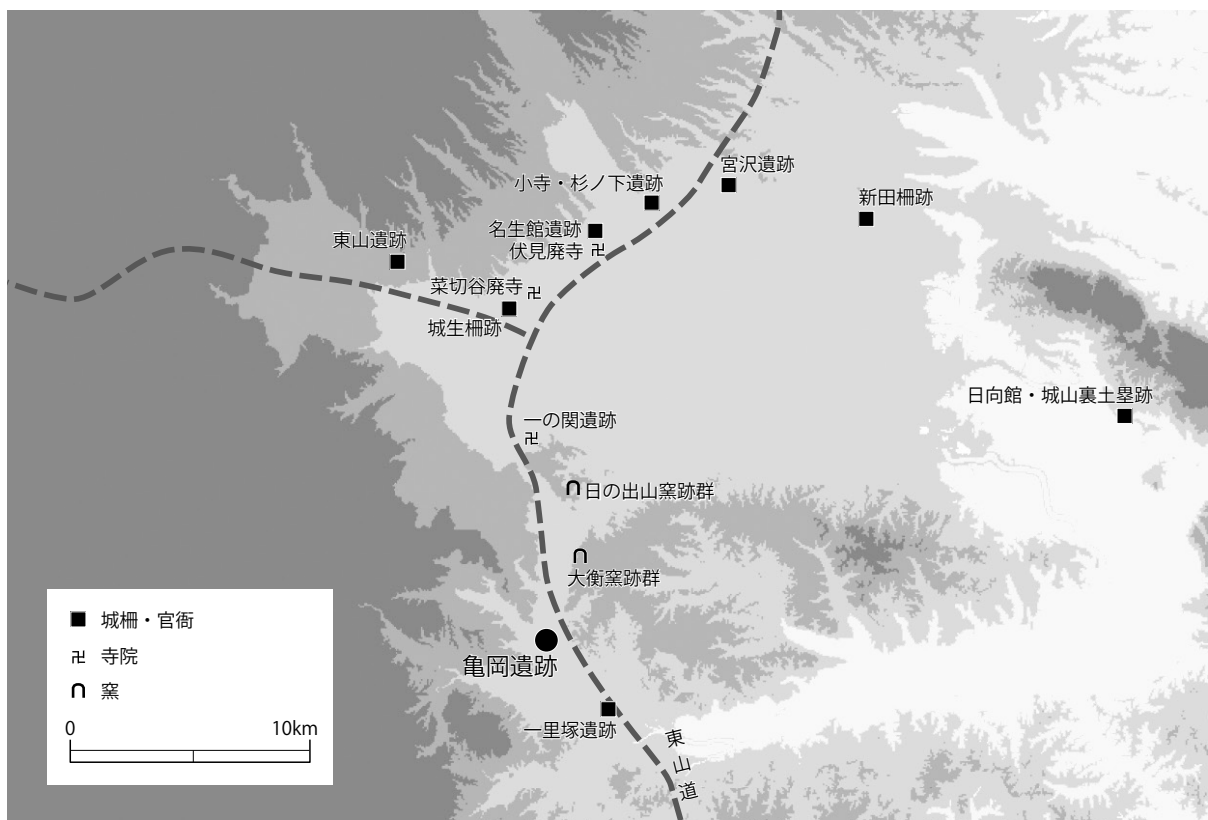 宮沢遺跡
小寺・杉ノ下遺跡
新田柵跡
名生館遺跡
伏見廃寺
東山遺跡
菜切谷廃寺
城生柵跡
日向館・城山裏土塁跡
一の関遺跡
日の出山窯跡群
大衡窯跡群
亀岡遺跡
一里塚遺跡
東山道
城柵・官衙
寺院
窯
0 10km